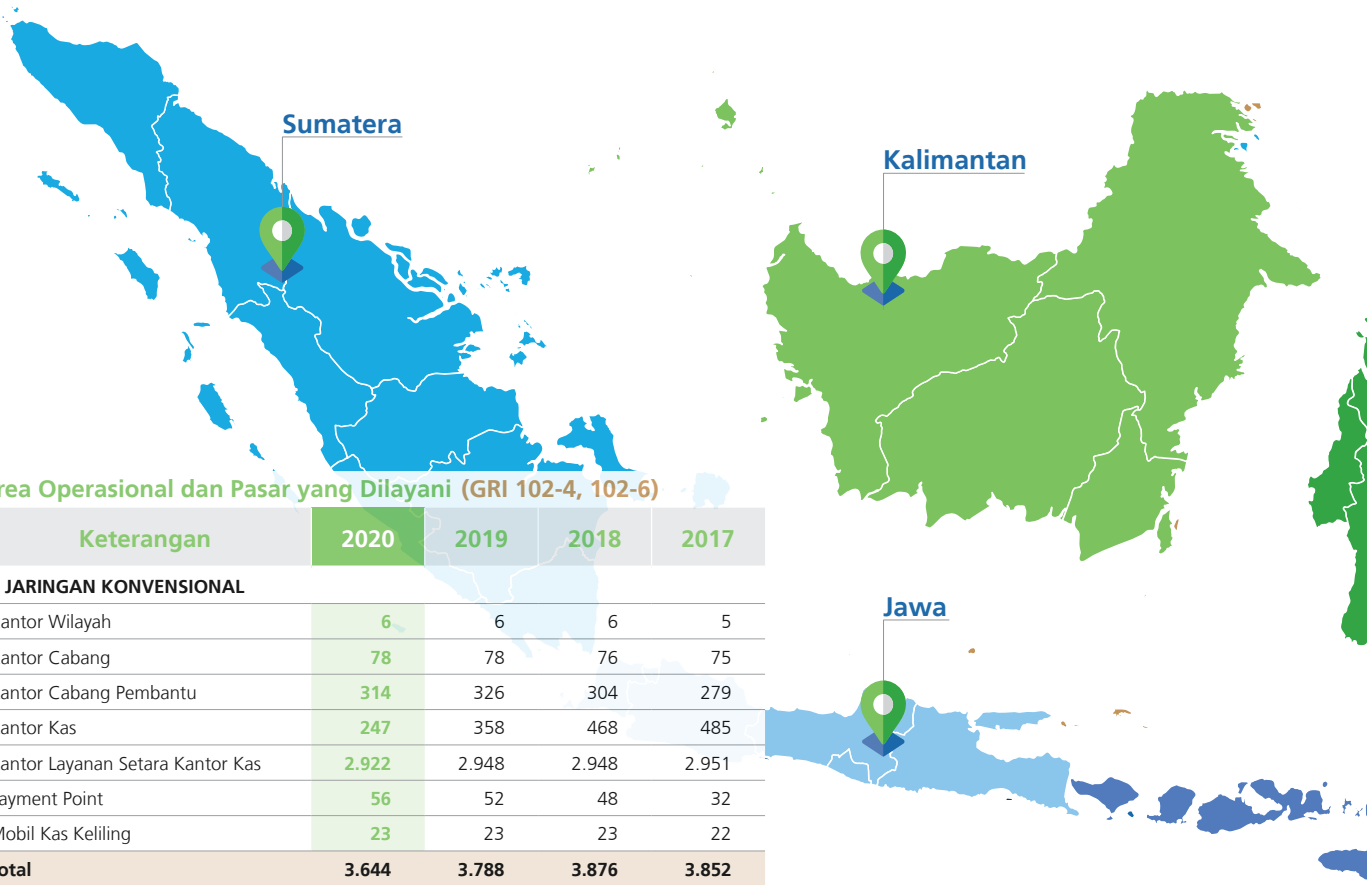 Sumatera
Kalimantan
rea Operasional dan Pasar yang Dilayani (GRI 102-4, 102-6)
Keterangan 2020 2019 2018 2017
JARINGAN KONVENSIONAL
antor Wilayah 6 6 6 5
antor Cabang 78 78 76 75
antor Cabang Pembantu 314 326 304 279
antor Kas 247 358 468 485
antor Layanan Setara Kantor Kas 2.922 2.948 2.948 2.951
ayment Point 56 52 48 32
Mobil Kas Keliling 23 23 23 22
otal 3.644 3.788 3.876 3.852
Jawa